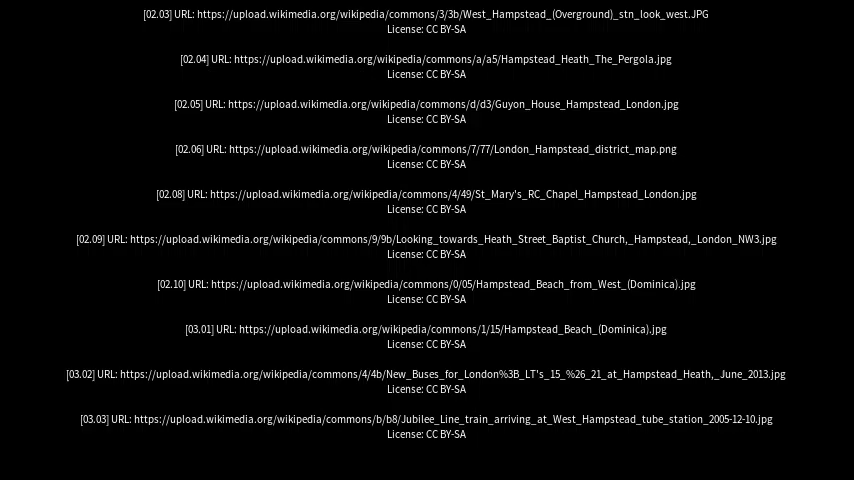 [02.03] URL: https://upload.wikimedia.org/wikipedia/commons/3/3b/West_Hampstead_(Overground)_stn_look_west.JPG
License: CC BY-SA
[02.04] URL: https://upload.wikimedia.org/wikipedia/commons/a/a5/Hampstead_Heath_The_Pergola.jpg
License: CC BY-SA
[02.05] URL: https://upload.wikimedia.org/wikipedia/commons/d/d3/Guyon_House_Hampstead_London.jpg
License: CC BY-SA
[02.06] URL: https://upload.wikimedia.org/wikipedia/commons/7/77/London_Hampstead_district_map.png
License: CC BY-SA
[02.08] URL: https://upload.wikimedia.org/wikipedia/commons/4/49/St_Mary's_RC_Chapel_Hampstead_London.jpg
License: CC BY-SA
[02.09] URL: https://upload.wikimedia.org/wikipedia/commons/9/9b/Looking_towards_Heath_Street_Baptist_Church,_Hampstead,_London_NW3.jpg
License: CC BY-SA
[02.10] URL: https://upload.wikimedia.org/wikipedia/commons/0/05/Hampstead_Beach_from_West_(Dominica).jpg
License: CC BY-SA
[03.01] URL: https://upload.wikimedia.org/wikipedia/commons/1/15/Hampstead_Beach_(Dominica).jpg
License: CC BY-SA
[03.02] URL: https://upload.wikimedia.org/wikipedia/commons/4/4b/New_Buses_for_London%3B_LT's_15_%26_21_at_Hampstead_Heath,_June_2013.jpg
License: CC BY-SA
[03.03] URL: https://upload.wikimedia.org/wikipedia/commons/b/b8/Jubilee_Line_train_arriving_at_West_Hampstead_tube_station_2005-12-10.jpg
License: CC BY-SA